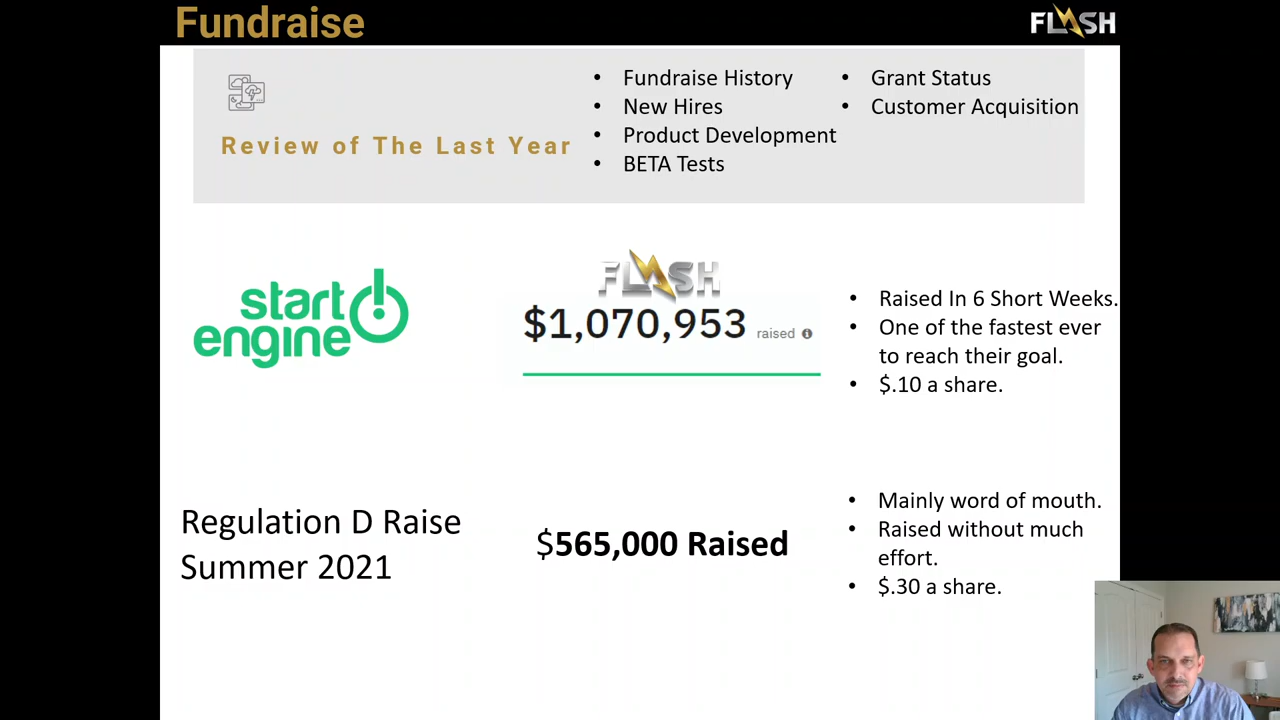 Fundraise
FLASH
Review of The Last Year
• Fundraise History
• New Hires
• Product Development
• BETA Tests
• Grant Status
• Customer Acquisition
start
engine
FLASH
$1,070,953 raised
• Raised In 6 Short Weeks.
• One of the fastest ever
to reach their goal.
• $.10 a share.
Regulation D Raise
Summer 2021
$565,000 Raised
• Mainly word of mouth.
• Raised without much
effort.
• $.30 a share.